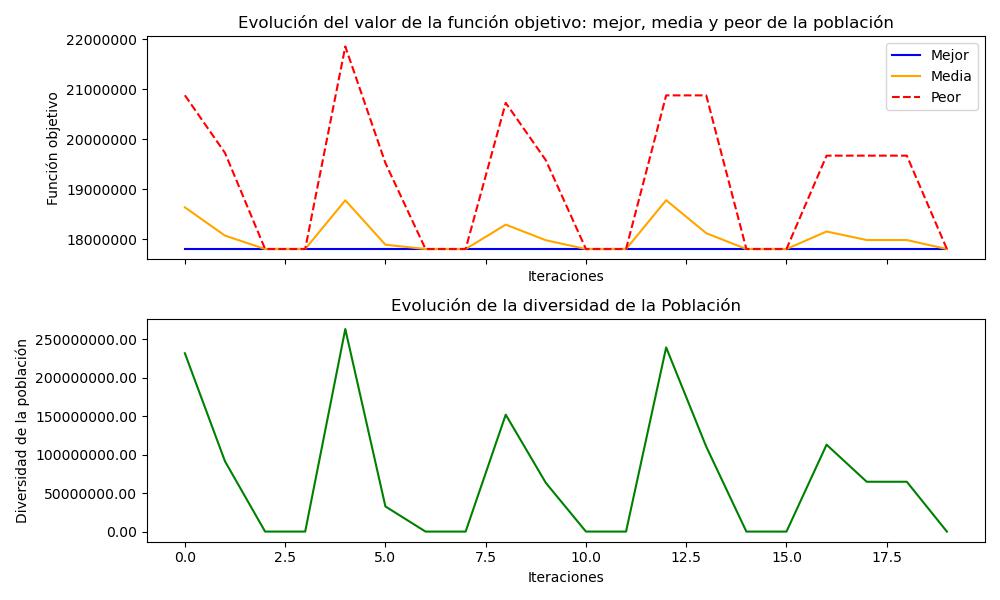 Evolución del valor de la función objetivo: mejor, media y peor de la población
22000000
21000000
20000000
19000000
18000000
Función objetivo
Mejor
Media
Peor
Iteraciones
Evolución de la diversidad de la Población
250000000.00
200000000.00
150000000.00
100000000.00
50000000.00
0.00
Diversidad de la población
0.0 2.5 5.0 7.5 10.0 12.5 15.0 17.5
Iteraciones